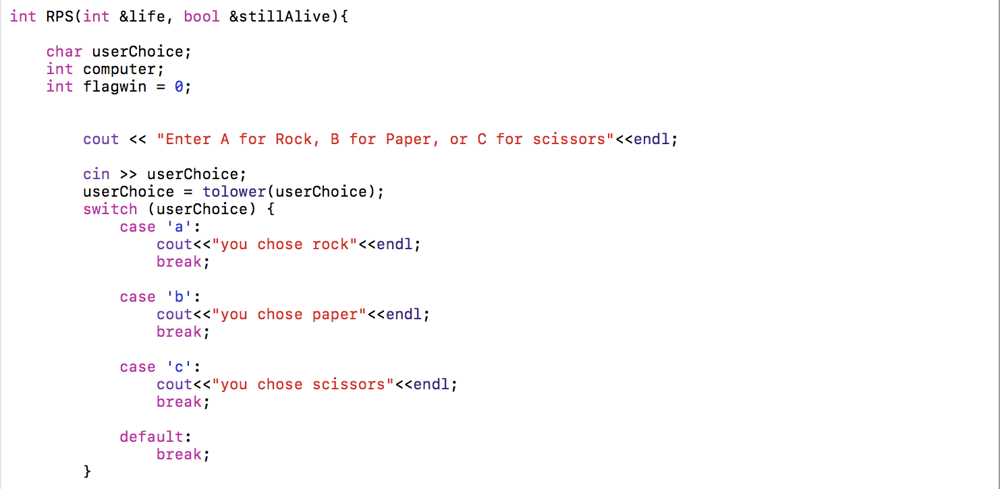 int RPS(int &life, bool &stillAlive){
char userChoice;
int computer;
int flagwin = 0;
cout << "Enter A for Rock, B for Paper, or C for scissors"<<endl;
cin >> userChoice;
userChoice = tolower(userChoice);
switch (userChoice) {
case 'a':
cout<<"you chose rock"<<endl;
break;
case 'b':
cout<<"you chose paper"<<endl;
break;
case 'c':
cout<<"you chose scissors"<<endl;
break;
default:
break;
}